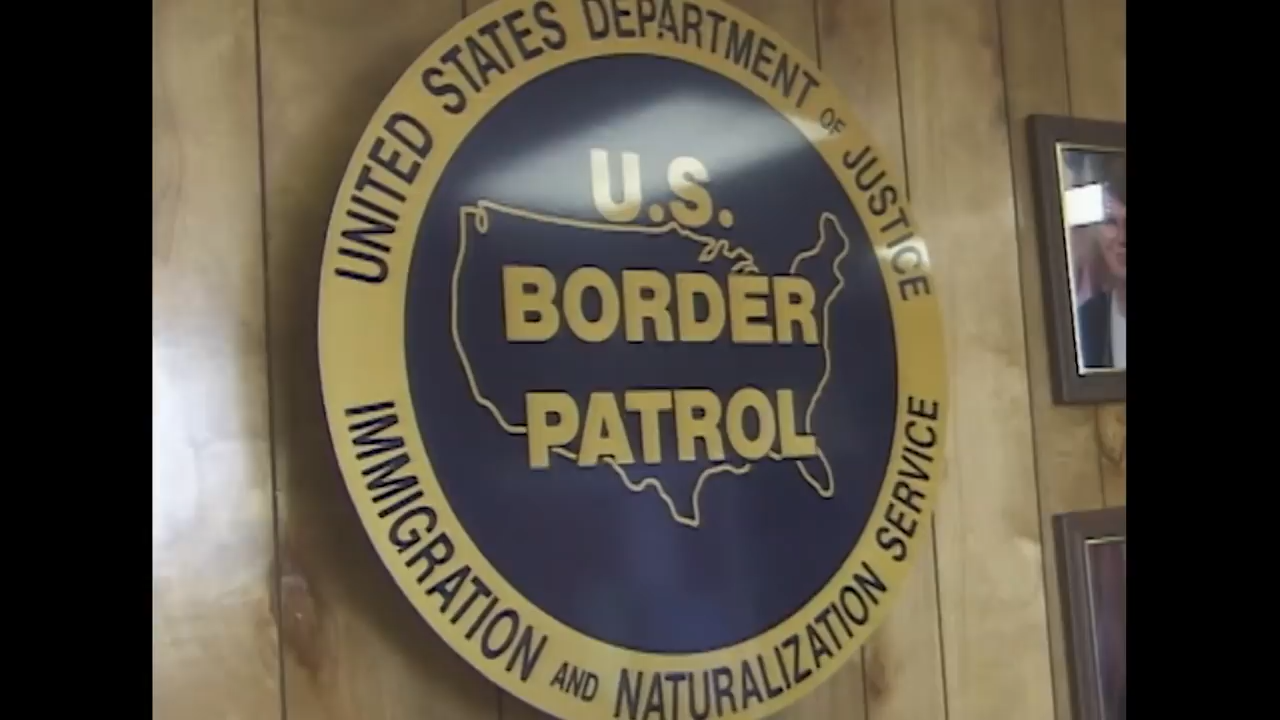 UNITED STATES DEPARTMENT OF JUSTICE
U.S.
BORDER
PATROL
IMMIGRATION AND NATURALIZATION SERVICE